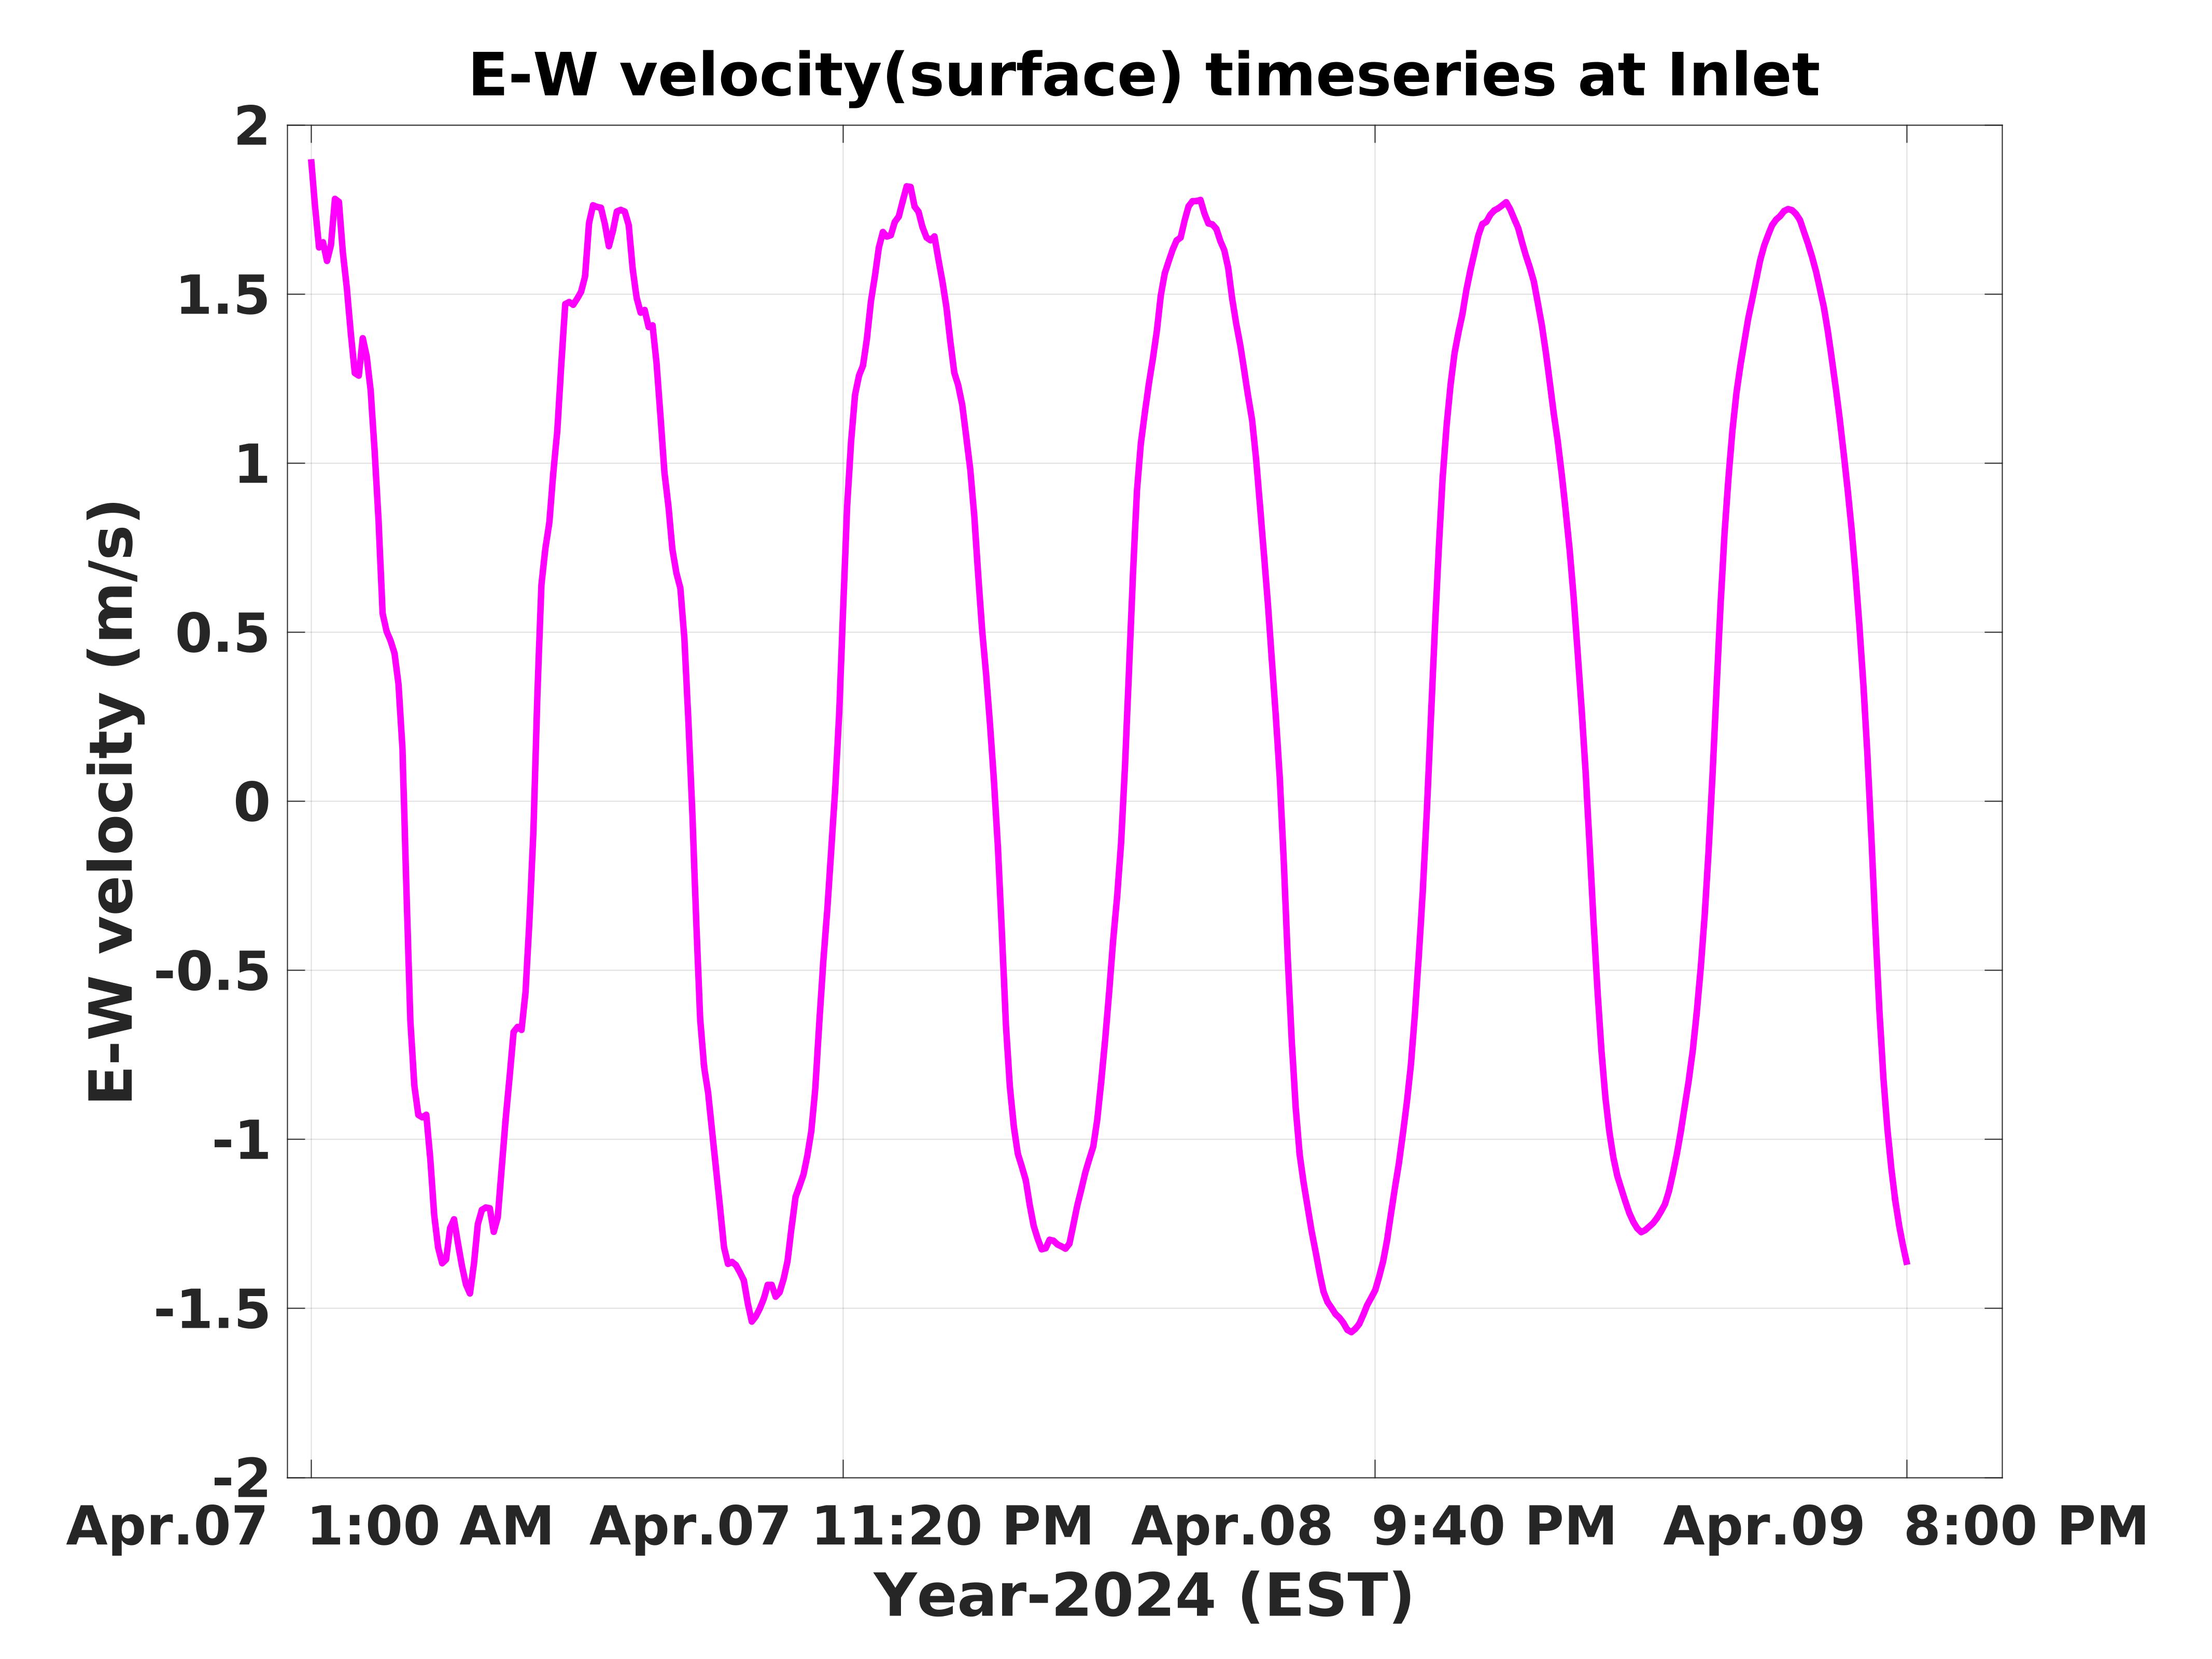 E-W velocity(surface) timeseries at Inlet
2
1.5
1
0.5
0
-0.5
-1
-1.5
-2
E-W velocity (m/s)
Apr.07 1:00 AM Apr.07 11:20 PM Apr.08 9:40 PM Apr.09 8:00 PM
Year-2024 (EST)